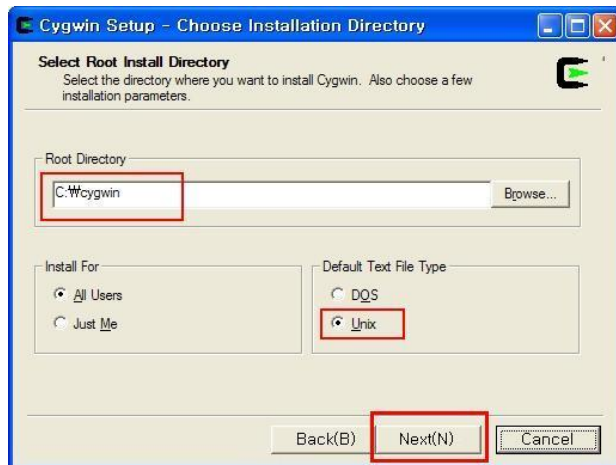 Cygwin Setup - Choose Installation Directory
Select Root Install Directory
Select the directory where you want to install Cygwin. Also choose a few
installation parameters.
Root Directory
C:₩cygwin
Browse...
Install For
All Users
Just Me
Default Text File Type
DOS
Unix
Back(B)
Next(N)
Cancel